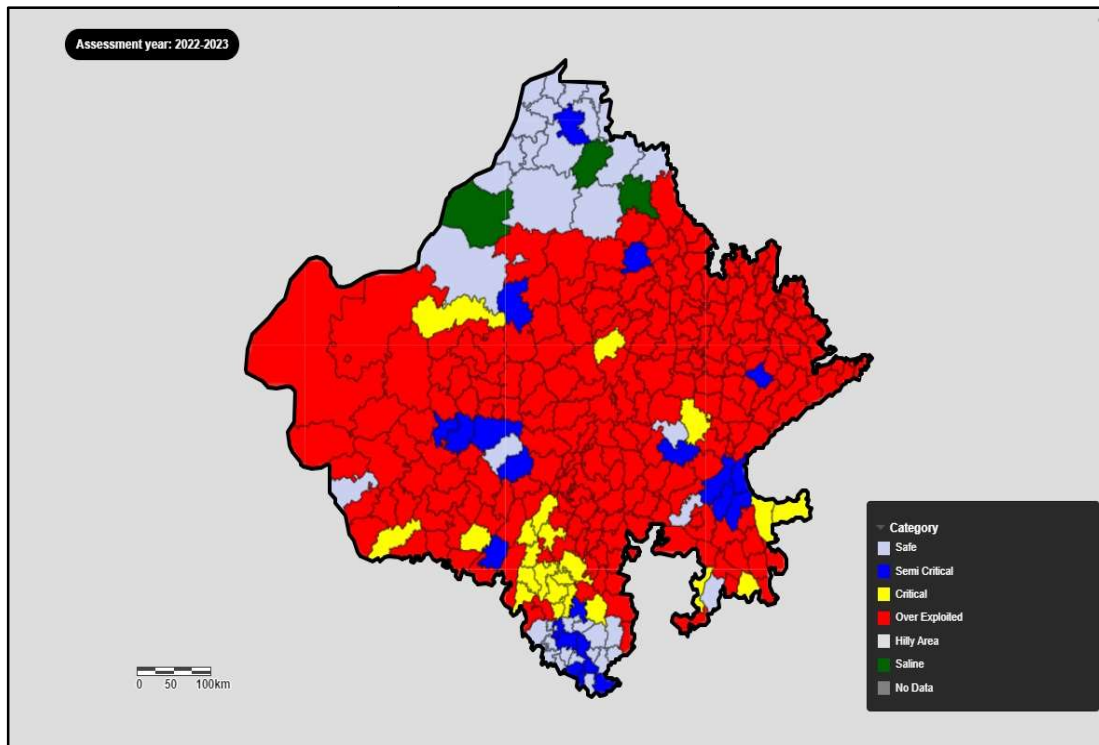 Assessment year: 2022-2023
Category
Safe
Semi Critical
Critical
Over Exploited
Hilly Area
Saline
No Data
0 50 100km